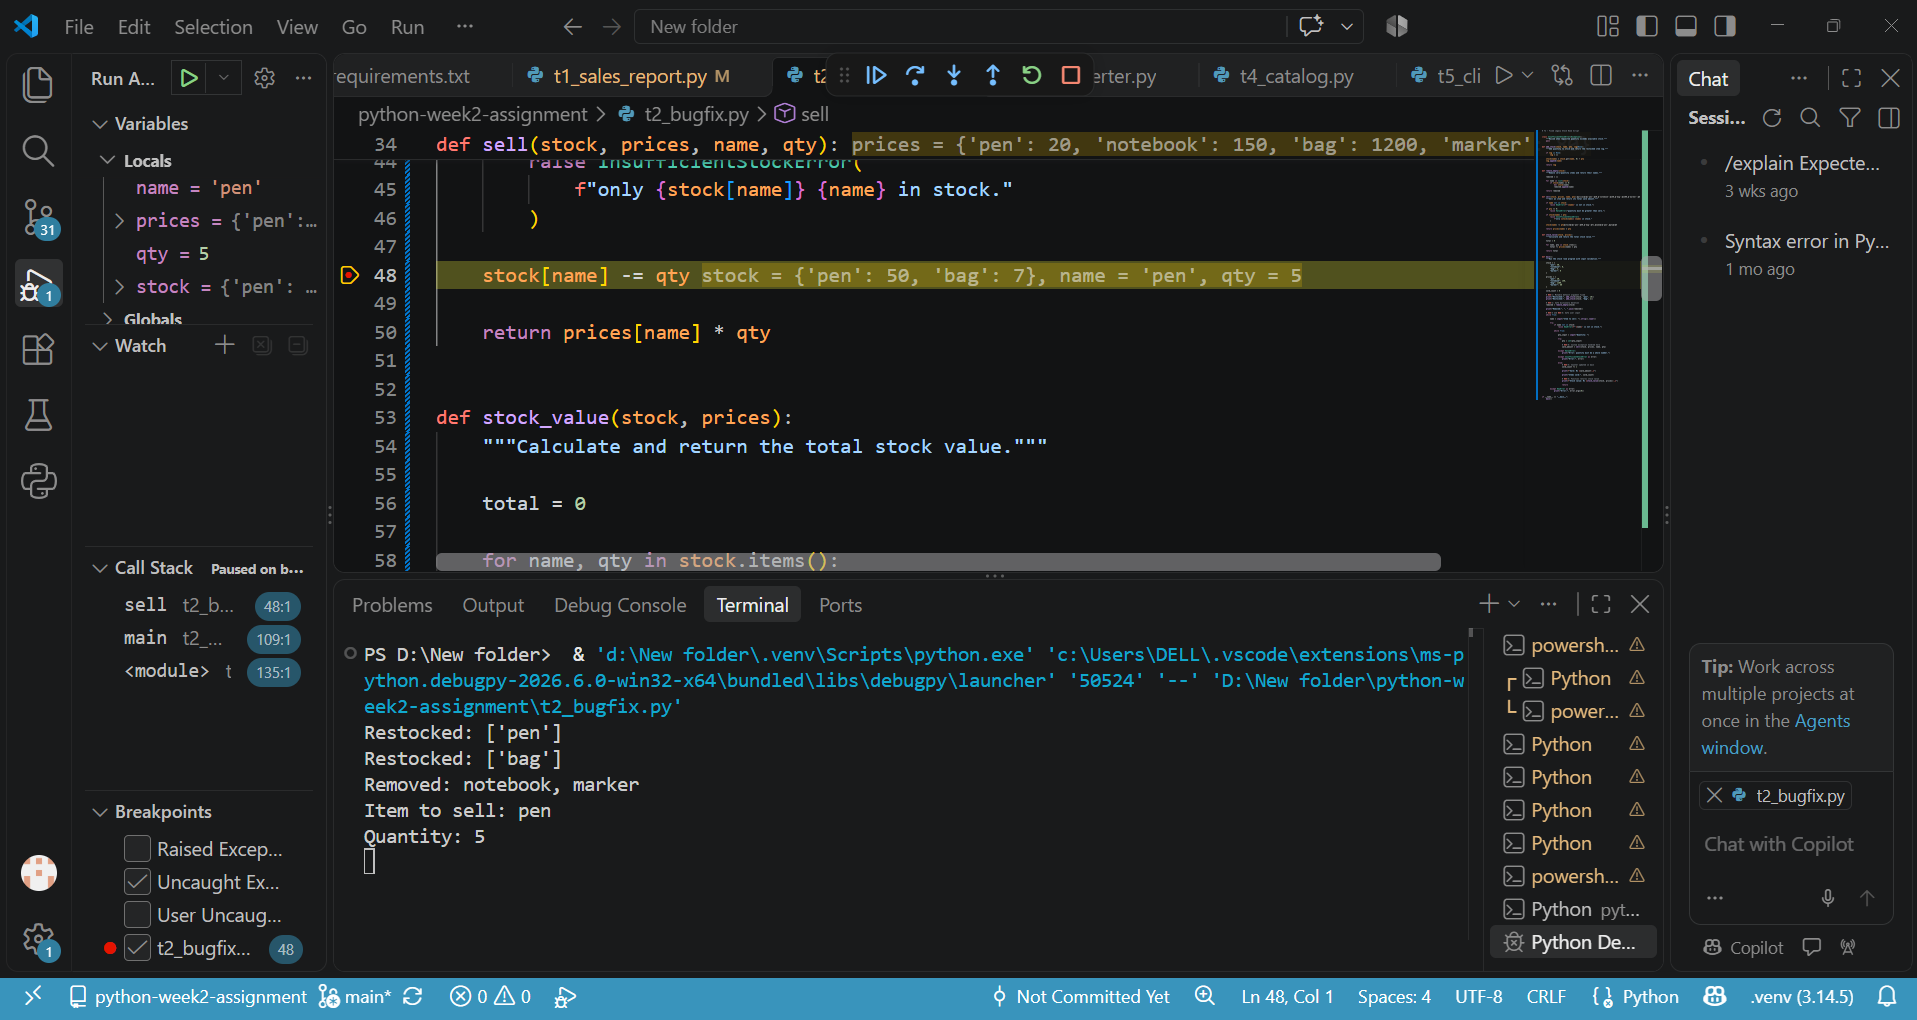 File Edit Selection View Go Run ···
New folder
Run A...
equirements.txt
t1_sales_report.py M
t2
erter.py
t4_catalog.py
t5_cli
Chat
python-week2-assignment > t2_bugfix.py > sell
Variables
Locals
name = 'pen'
prices = {'pen':...
qty = 5
stock = {'pen': ...
Globals
Watch
Call Stack Paused on b...
sell t2_b... 48:1
main t2_... 109:1
<module> t 135:1
Breakpoints
Raised Excep...
Uncaught Ex...
User Uncaug...
t2_bugfix... 48
31
1
1
34 def sell(stock, prices, name, qty): prices = {'pen': 20, 'notebook': 150, 'bag': 1200, 'marker'
44 raise InsufficientStockError(
45 f"only {stock[name]} {name} in stock."
46 )
47
48 stock[name] -= qty stock = {'pen': 50, 'bag': 7}, name = 'pen', qty = 5
49
50 return prices[name] * qty
51
52
53 def stock_value(stock, prices):
54 """Calculate and return the total stock value."""
55
56 total = 0
57
58 for name, qty in stock.items():
Problems Output Debug Console Terminal Ports
PS D:\New folder> & 'd:\New folder\.venv\Scripts\python.exe' 'c:\Users\DELL\.vscode\extensions\ms-p
ython.debugpy-2026.6.0-win32-x64\bundled\libs\debugpy\launcher' '50524' '--' 'D:\New folder\python-w
eek2-assignment\t2_bugfix.py'
Restocked: ['pen']
Restocked: ['bag']
Removed: notebook, marker
Item to sell: pen
Quantity: 5
powersh...
Python
power...
Python
Python
Python
Python
powersh...
Python pyt...
Python De...
Sessi...
/explain Expecte...
3 wks ago
Syntax error in Py...
1 mo ago
Tip: Work across
multiple projects at
once in the Agents
window.
t2_bugfix.py
Chat with Copilot
Copilot
python-week2-assignment main* 0 0 Not Committed Yet Ln 48, Col 1 Spaces: 4 UTF-8 CRLF Python .venv (3.14.5)